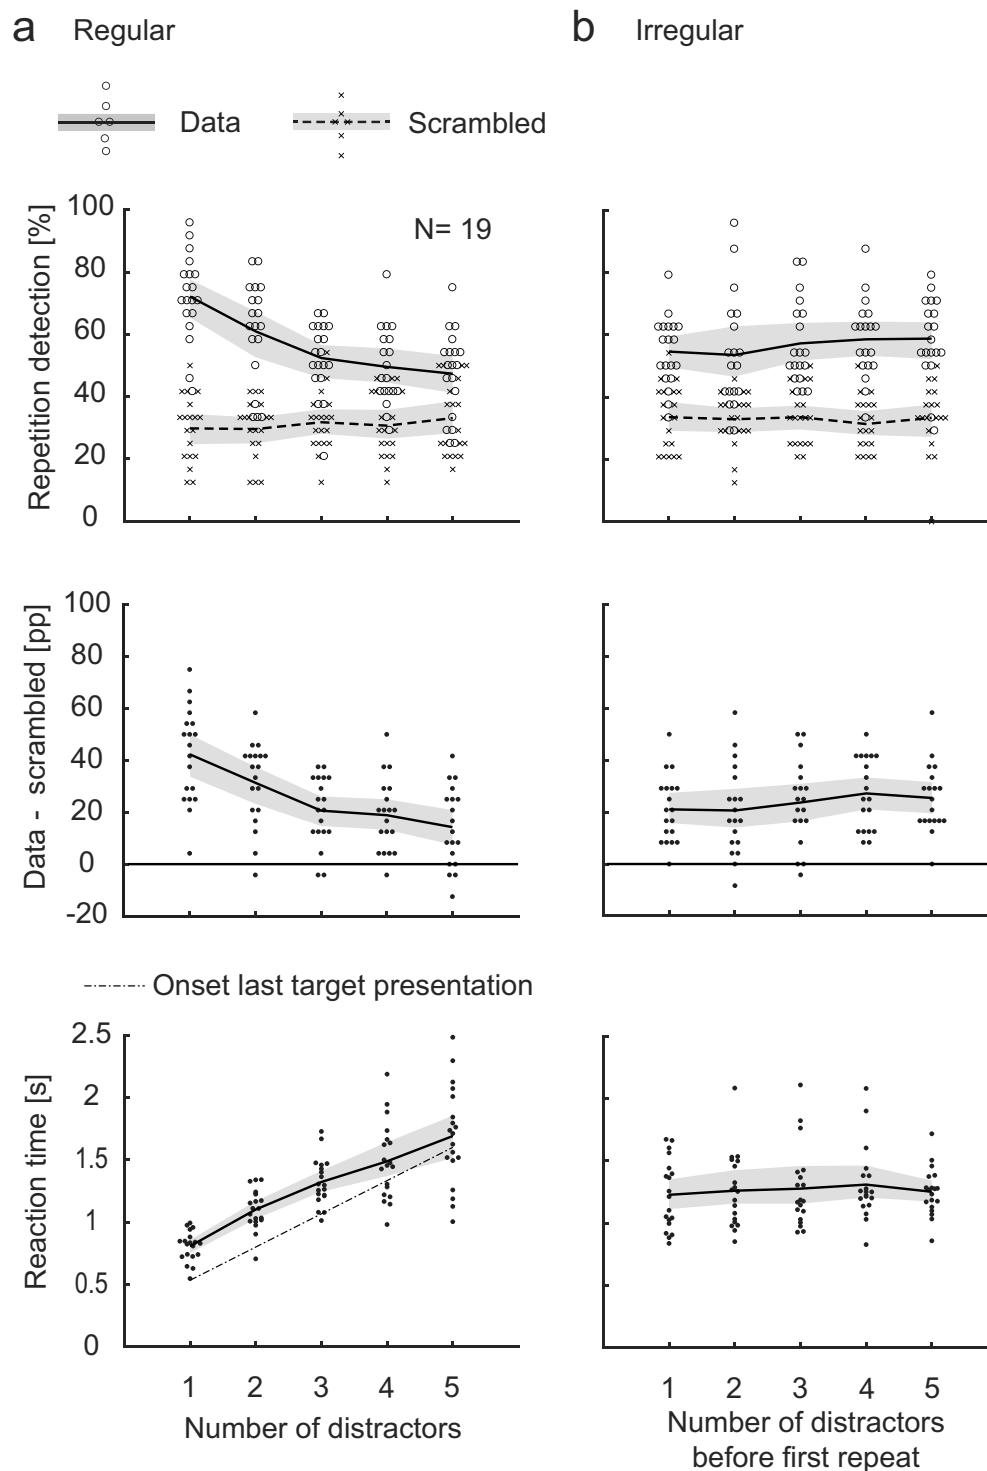 a Regular
b Irregular
Data
Scrambled
Repetition detection [%]
100
80
60
40
20
0
N= 19
Data - scrambled [pp]
100
80
60
40
20
0
-20
Onset last target presentation
Reaction time [s]
2.5
2
1.5
1
0.5
0
1 2 3 4 5
Number of distractors
1 2 3 4 5
Number of distractors
before first repeat